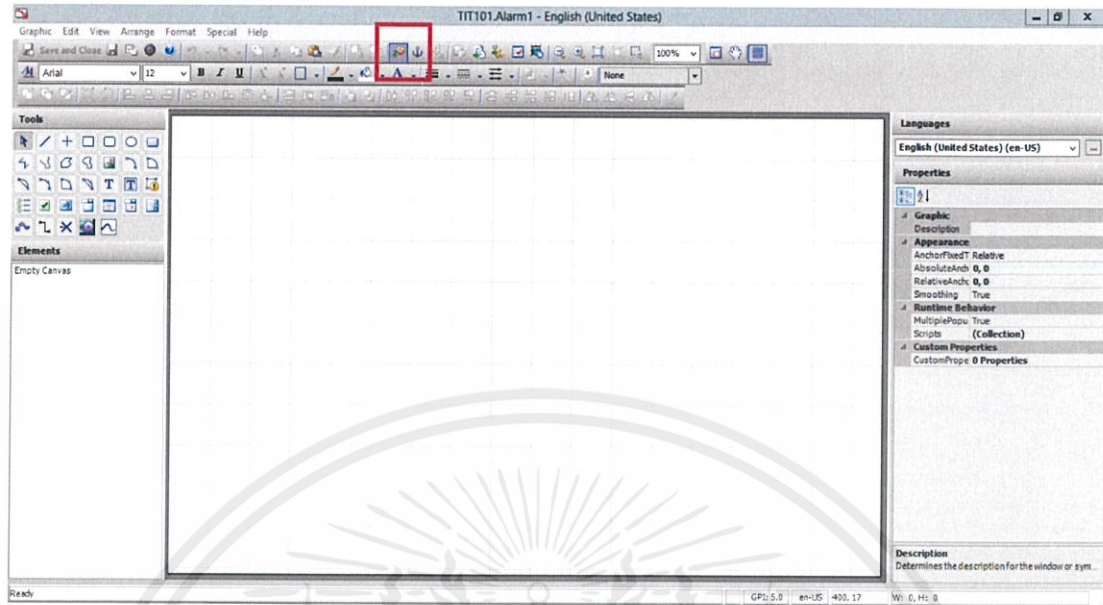 TIT101.Alarm1 - English (United States)
Graphic Edit View Arrange Format Special Help
Save and Close
100%
Arial
12
B I U
A
None
Tools
T T
Elements
Empty Canvas
Languages
English (United States) (en-US)
...
Properties
Graphic
Description
Appearance
AnchorFixedT Relative
AbsoluteAnch 0, 0
RelativeAnchc 0, 0
Smoothing True
Runtime Behavior
MultiplePopu True
Scripts (Collection)
Custom Properties
CustomPrope 0 Properties
Description
Determines the description for the window or sym...
Ready
GPI: 5.0 en-US 400, 17 W: 0, H: 0